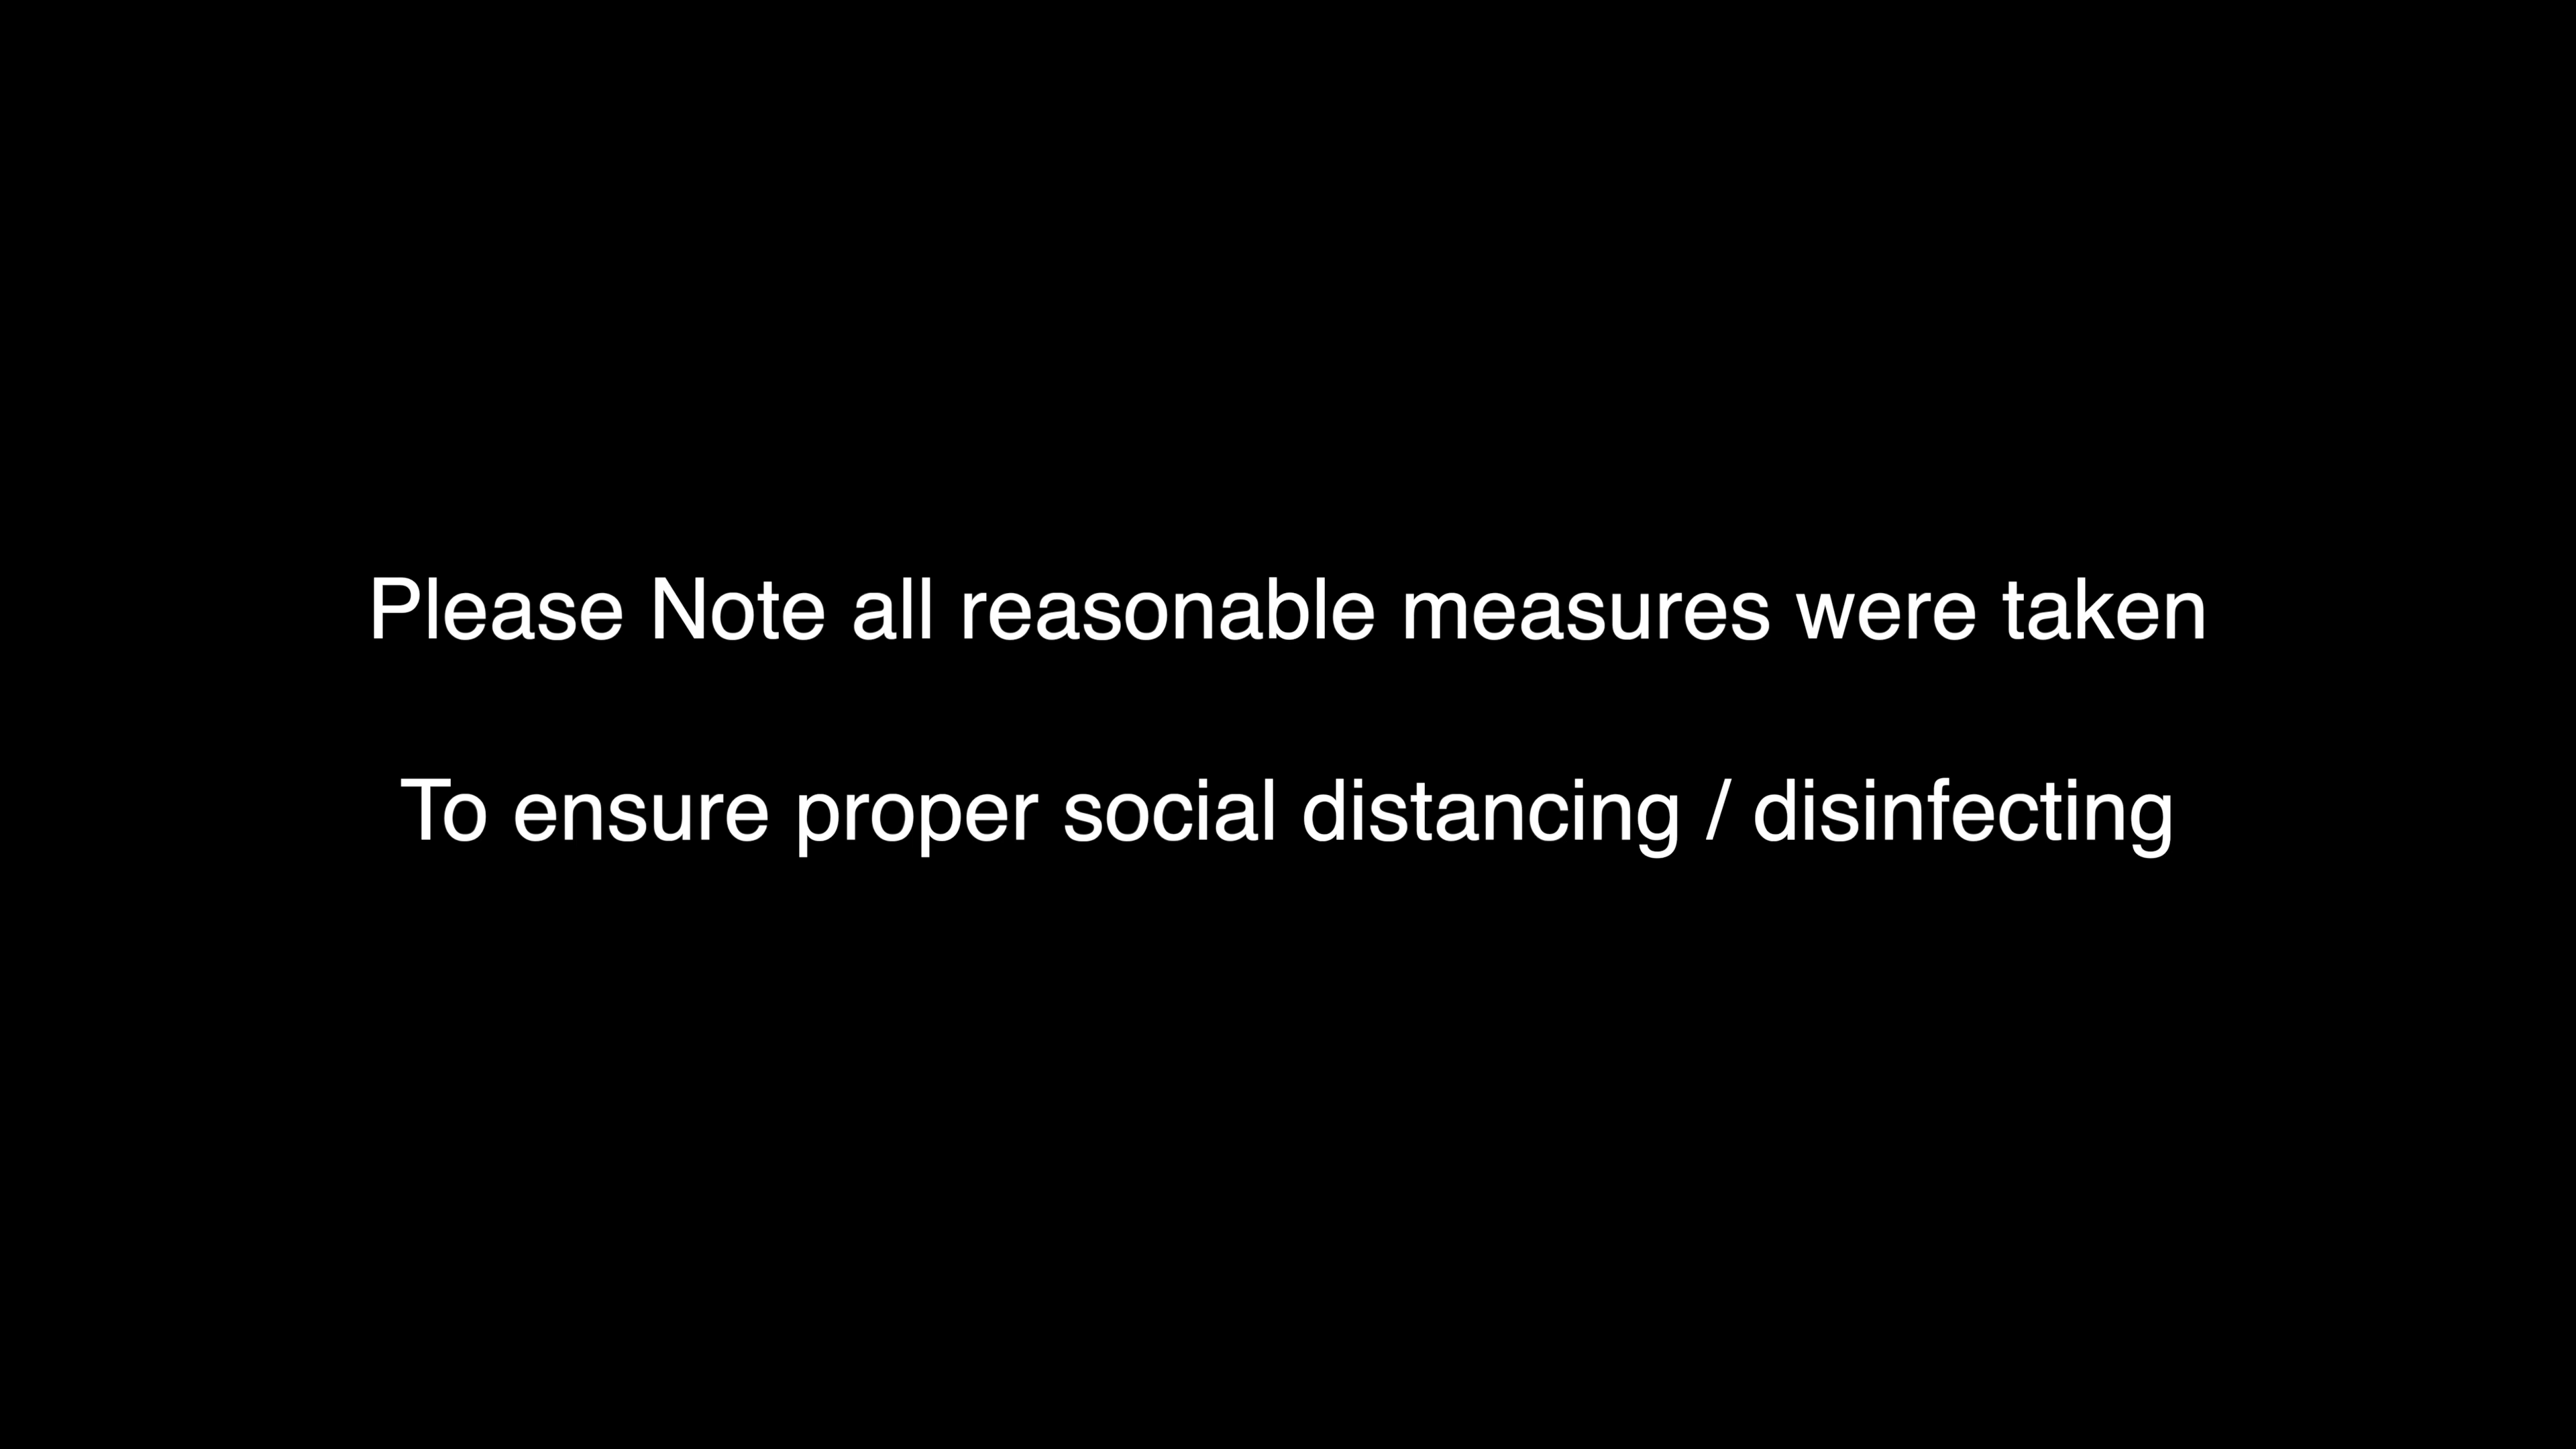 Please Note all reasonable measures were taken
To ensure proper social distancing / disinfecting